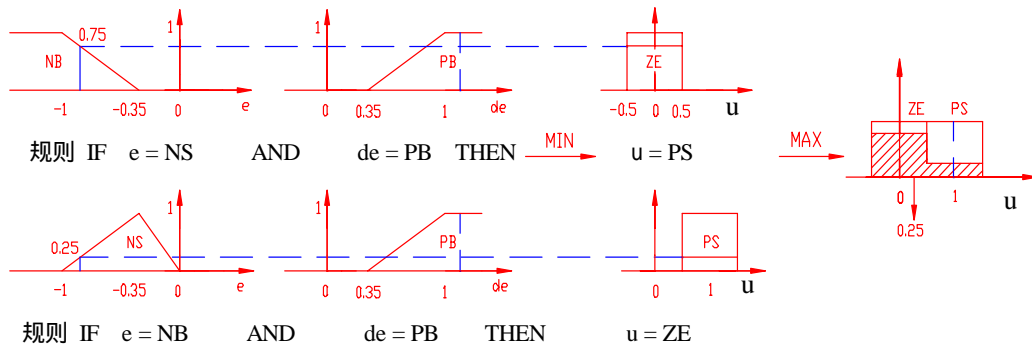 0.75 1 1
NB PB ZE
-1 -0.35 0 e 0 0.35 1 de -0.5 0 0.5 u
规则 IF e = NS AND de = PB THEN MIN u = PS MAX
ZE PS
0 1 u
0.25
1 1
0.25 NS PB PS
-1 -0.35 0 e 0 0.35 1 de 0 1 u
规则 IF e = NB AND de = PB THEN u = ZE